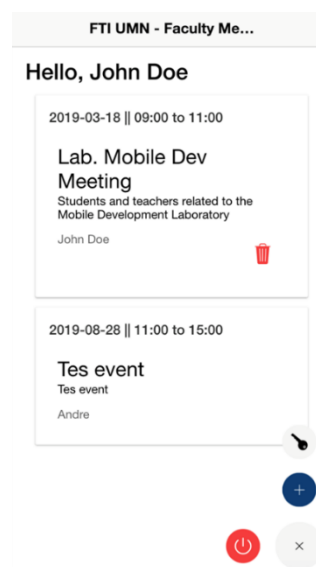 FTI UMN - Faculty Me...
Hello, John Doe
2019-03-18 || 09:00 to 11:00
Lab. Mobile Dev
Meeting
Students and teachers related to the
Mobile Development Laboratory
John Doe
2019-08-28 || 11:00 to 15:00
Tes event
Tes event
Andre